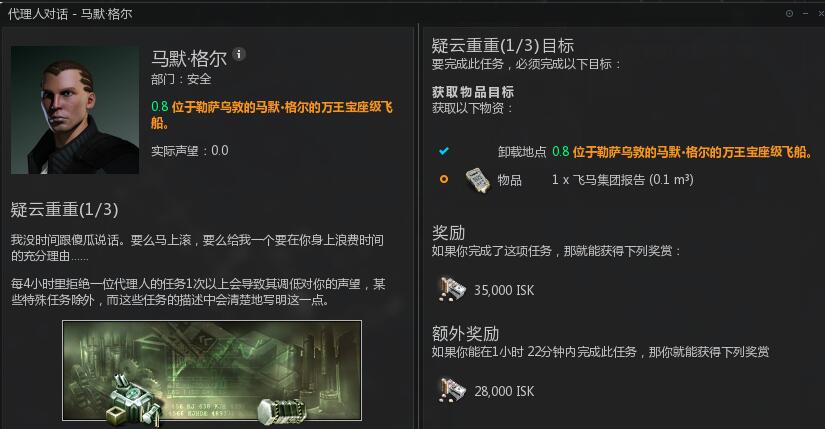 代理人对话 - 马默·格尔
马默·格尔
部门：安全
0.8 位于勒萨乌敦的马默·格尔的万王宝座级飞
船。
实际声望：0.0
疑云重重(1/3)
我没时间跟傻瓜说话。要么马上滚，要么给我一个要在你身上浪费时间
的充分理由......
每4小时里拒绝一位代理人的任务1次以上会导致其调低对你的声望，某
些特殊任务除外，而这些任务的描述中会清楚地写明这一点。
疑云重重(1/3)目标
要完成此任务，必须完成以下目标：
获取物品目标
获取以下物资：
卸载地点 0.8 位于勒萨乌敦的马默·格尔的万王宝座级飞船。
物品 1 x 飞马集团报告 (0.1 m³)
奖励
如果你完成了这项任务，那就能获得下列奖赏：
35,000 ISK
额外奖励
如果你能在1小时 22分钟内完成此任务，那你就能获得下列奖赏
28,000 ISK